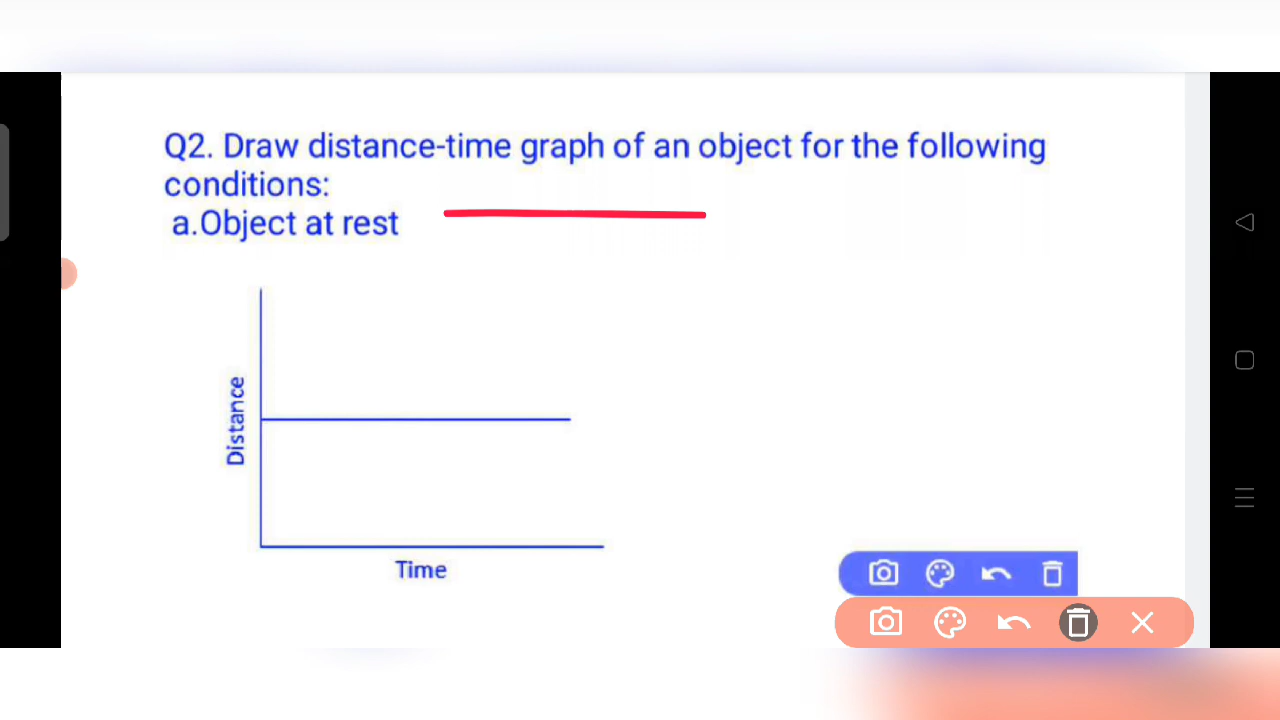 Q2. Draw distance-time graph of an object for the following
conditions:
a.Object at rest
Distance
Time